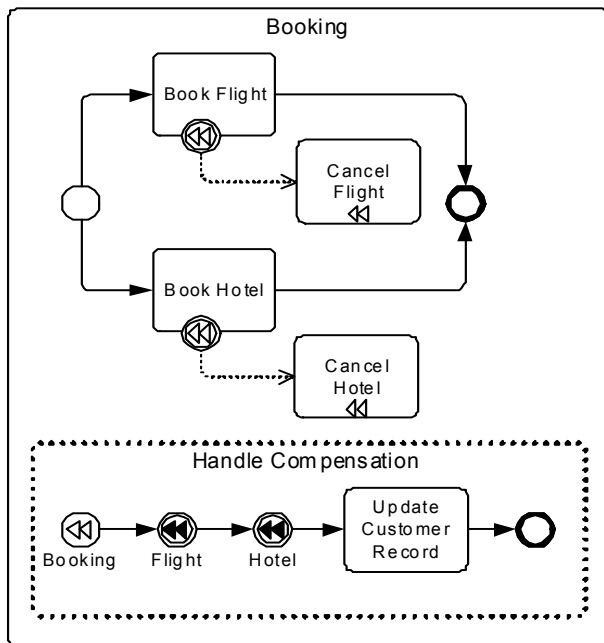 Booking
Book Flight
Cancel
Flight
Book Hotel
Cancel
Hotel
Handle Compensation
Update
Customer
Record
Booking
Flight
Hotel